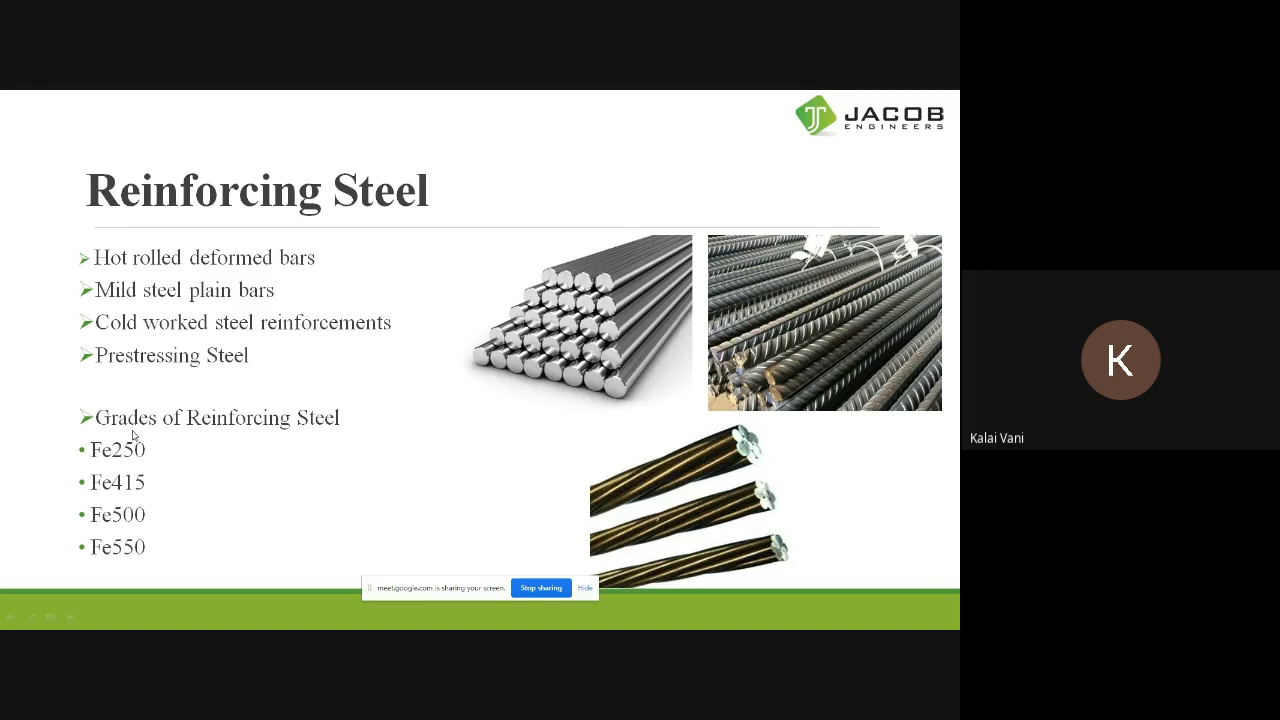 JACOB
ENGINEERS
Reinforcing Steel
Hot rolled deformed bars
Mild steel plain bars
Cold worked steel reinforcements
Prestressing Steel
Grades of Reinforcing Steel
• Fe250
• Fe415
• Fe500
• Fe550
meet.google.com is sharing your screen. Stop sharing Hide
K
Kalai Vani